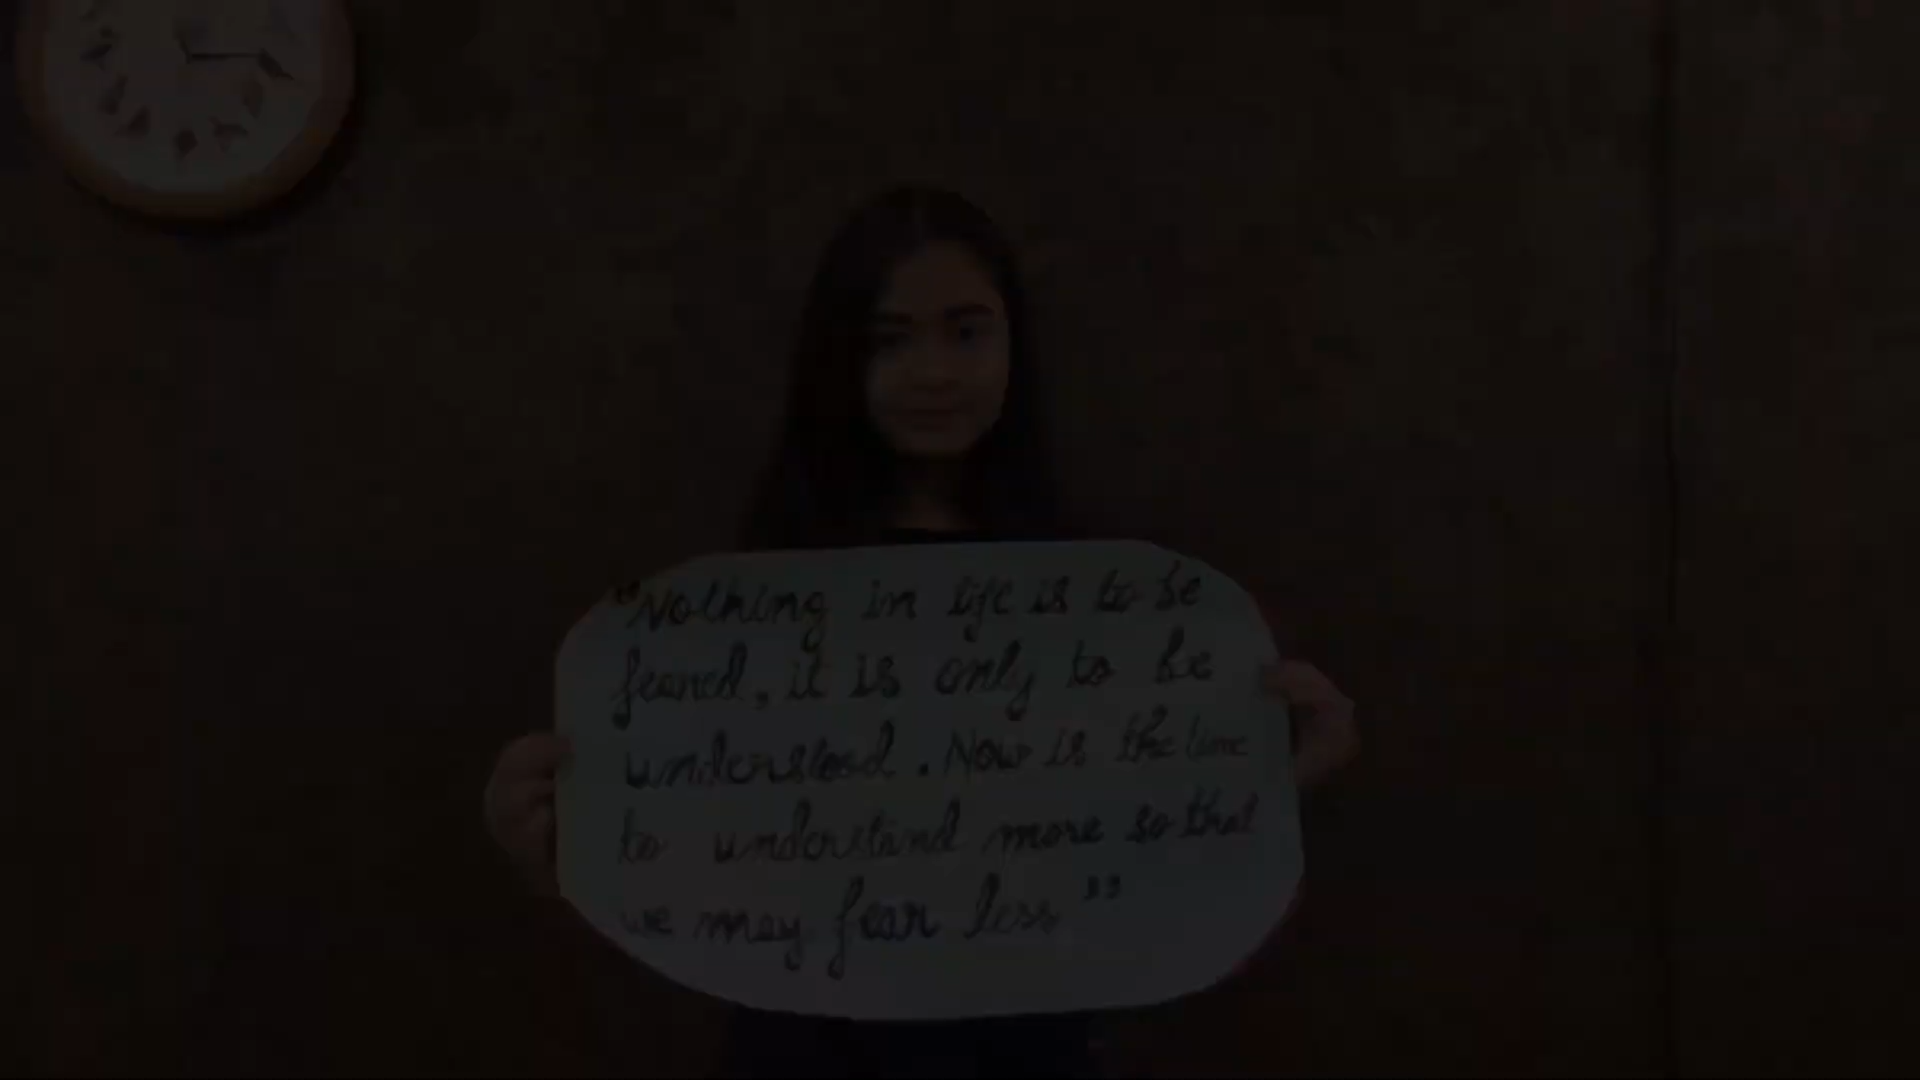 "Nothing in life is to be
feared, it is only to be
understood. Now is the time
to understand more so that
we may fear less"